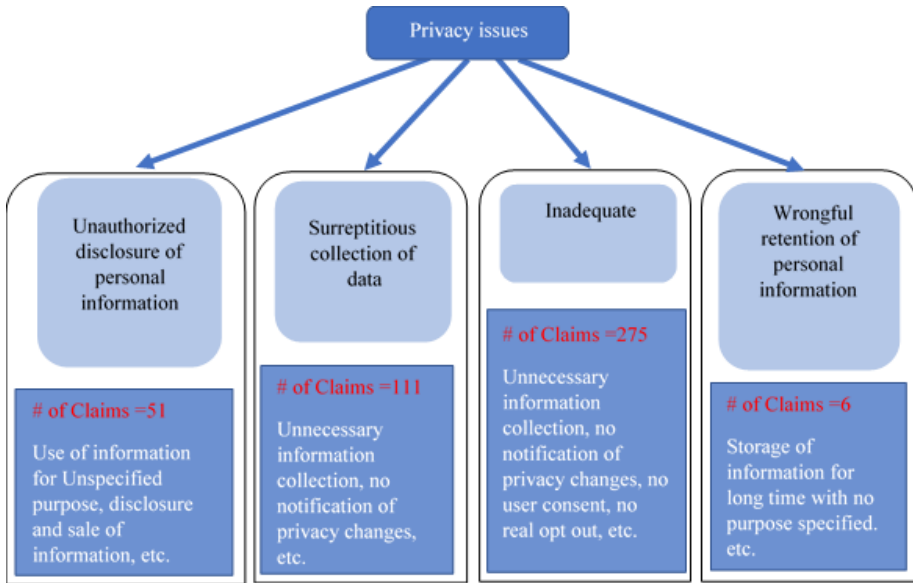 Privacy issues
Unauthorized
disclosure of
personal
information
# of Claims =51
Use of information
for Unspecified
purpose, disclosure
and sale of
information, etc.
Surreptitious
collection of
data
# of Claims =111
Unnecessary
information
collection, no
notification of
privacy changes,
etc.
Inadequate
# of Claims =275
Unnecessary
information
collection, no
notification of
privacy changes, no
user consent, no
real opt out, etc.
Wrongful
retention of
personal
information
# of Claims =6
Storage of
information for
long time with no
purpose specified.
etc.